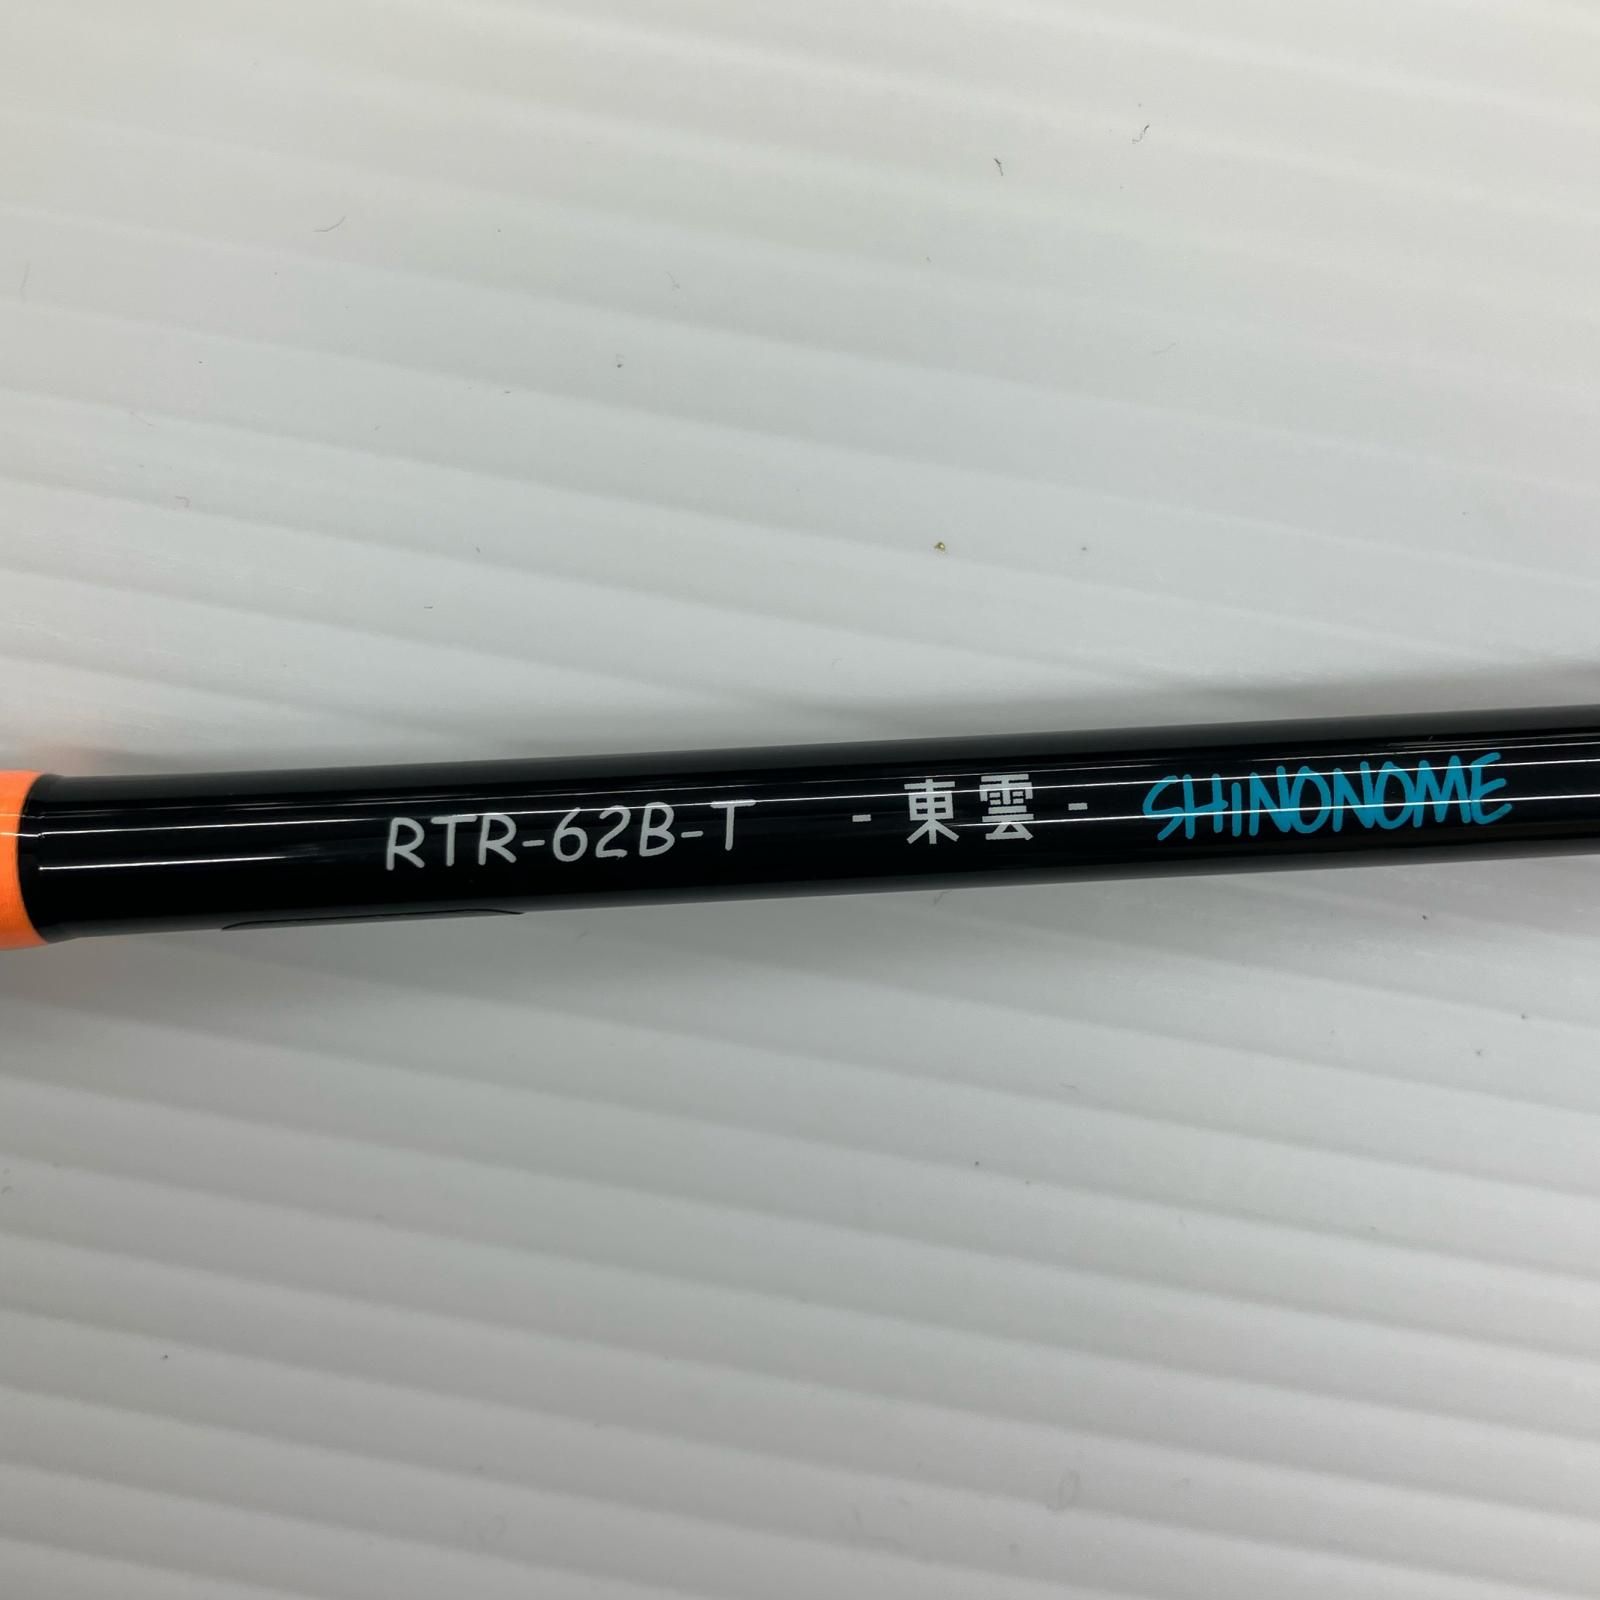 RTR-62B-T - 東雲 - SHINONOME